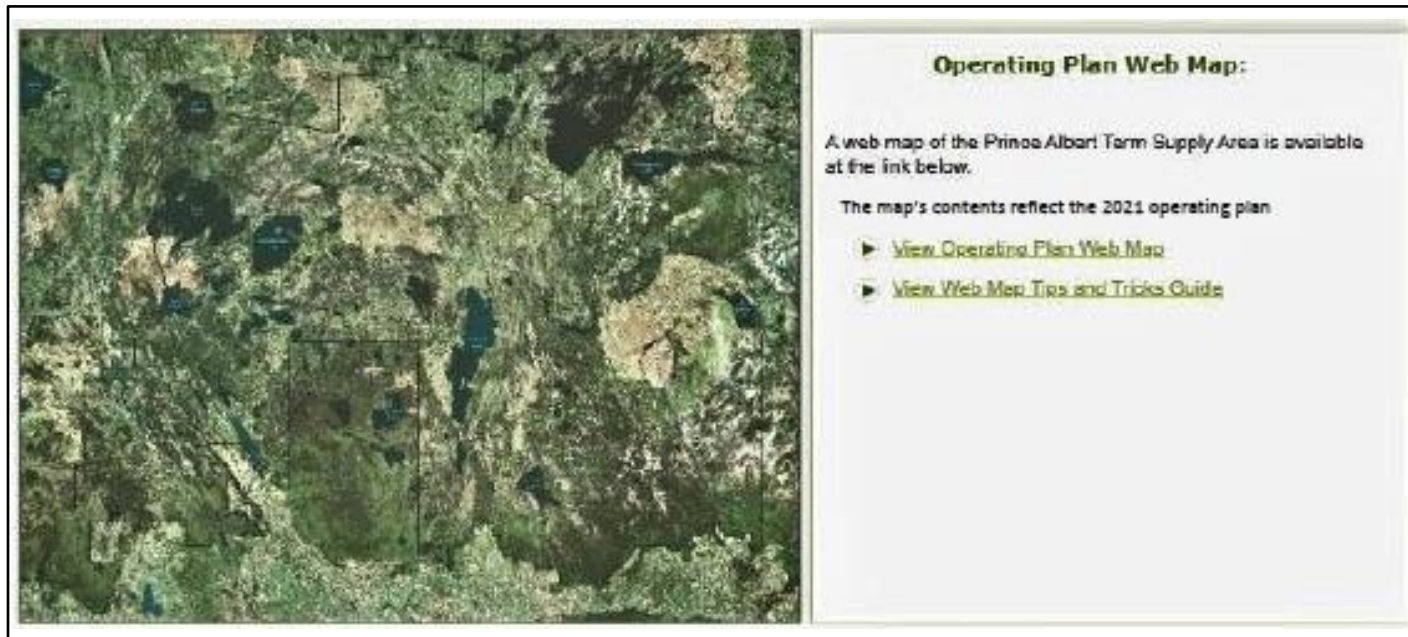 Operating Plan Web Map:
A web map of the Prince Albert Term Supply Area is available
at the link below.
The map's contents reflect the 2021 operating plan
View Operating Plan Web Map
View Web Map Tips and Tricks Guide